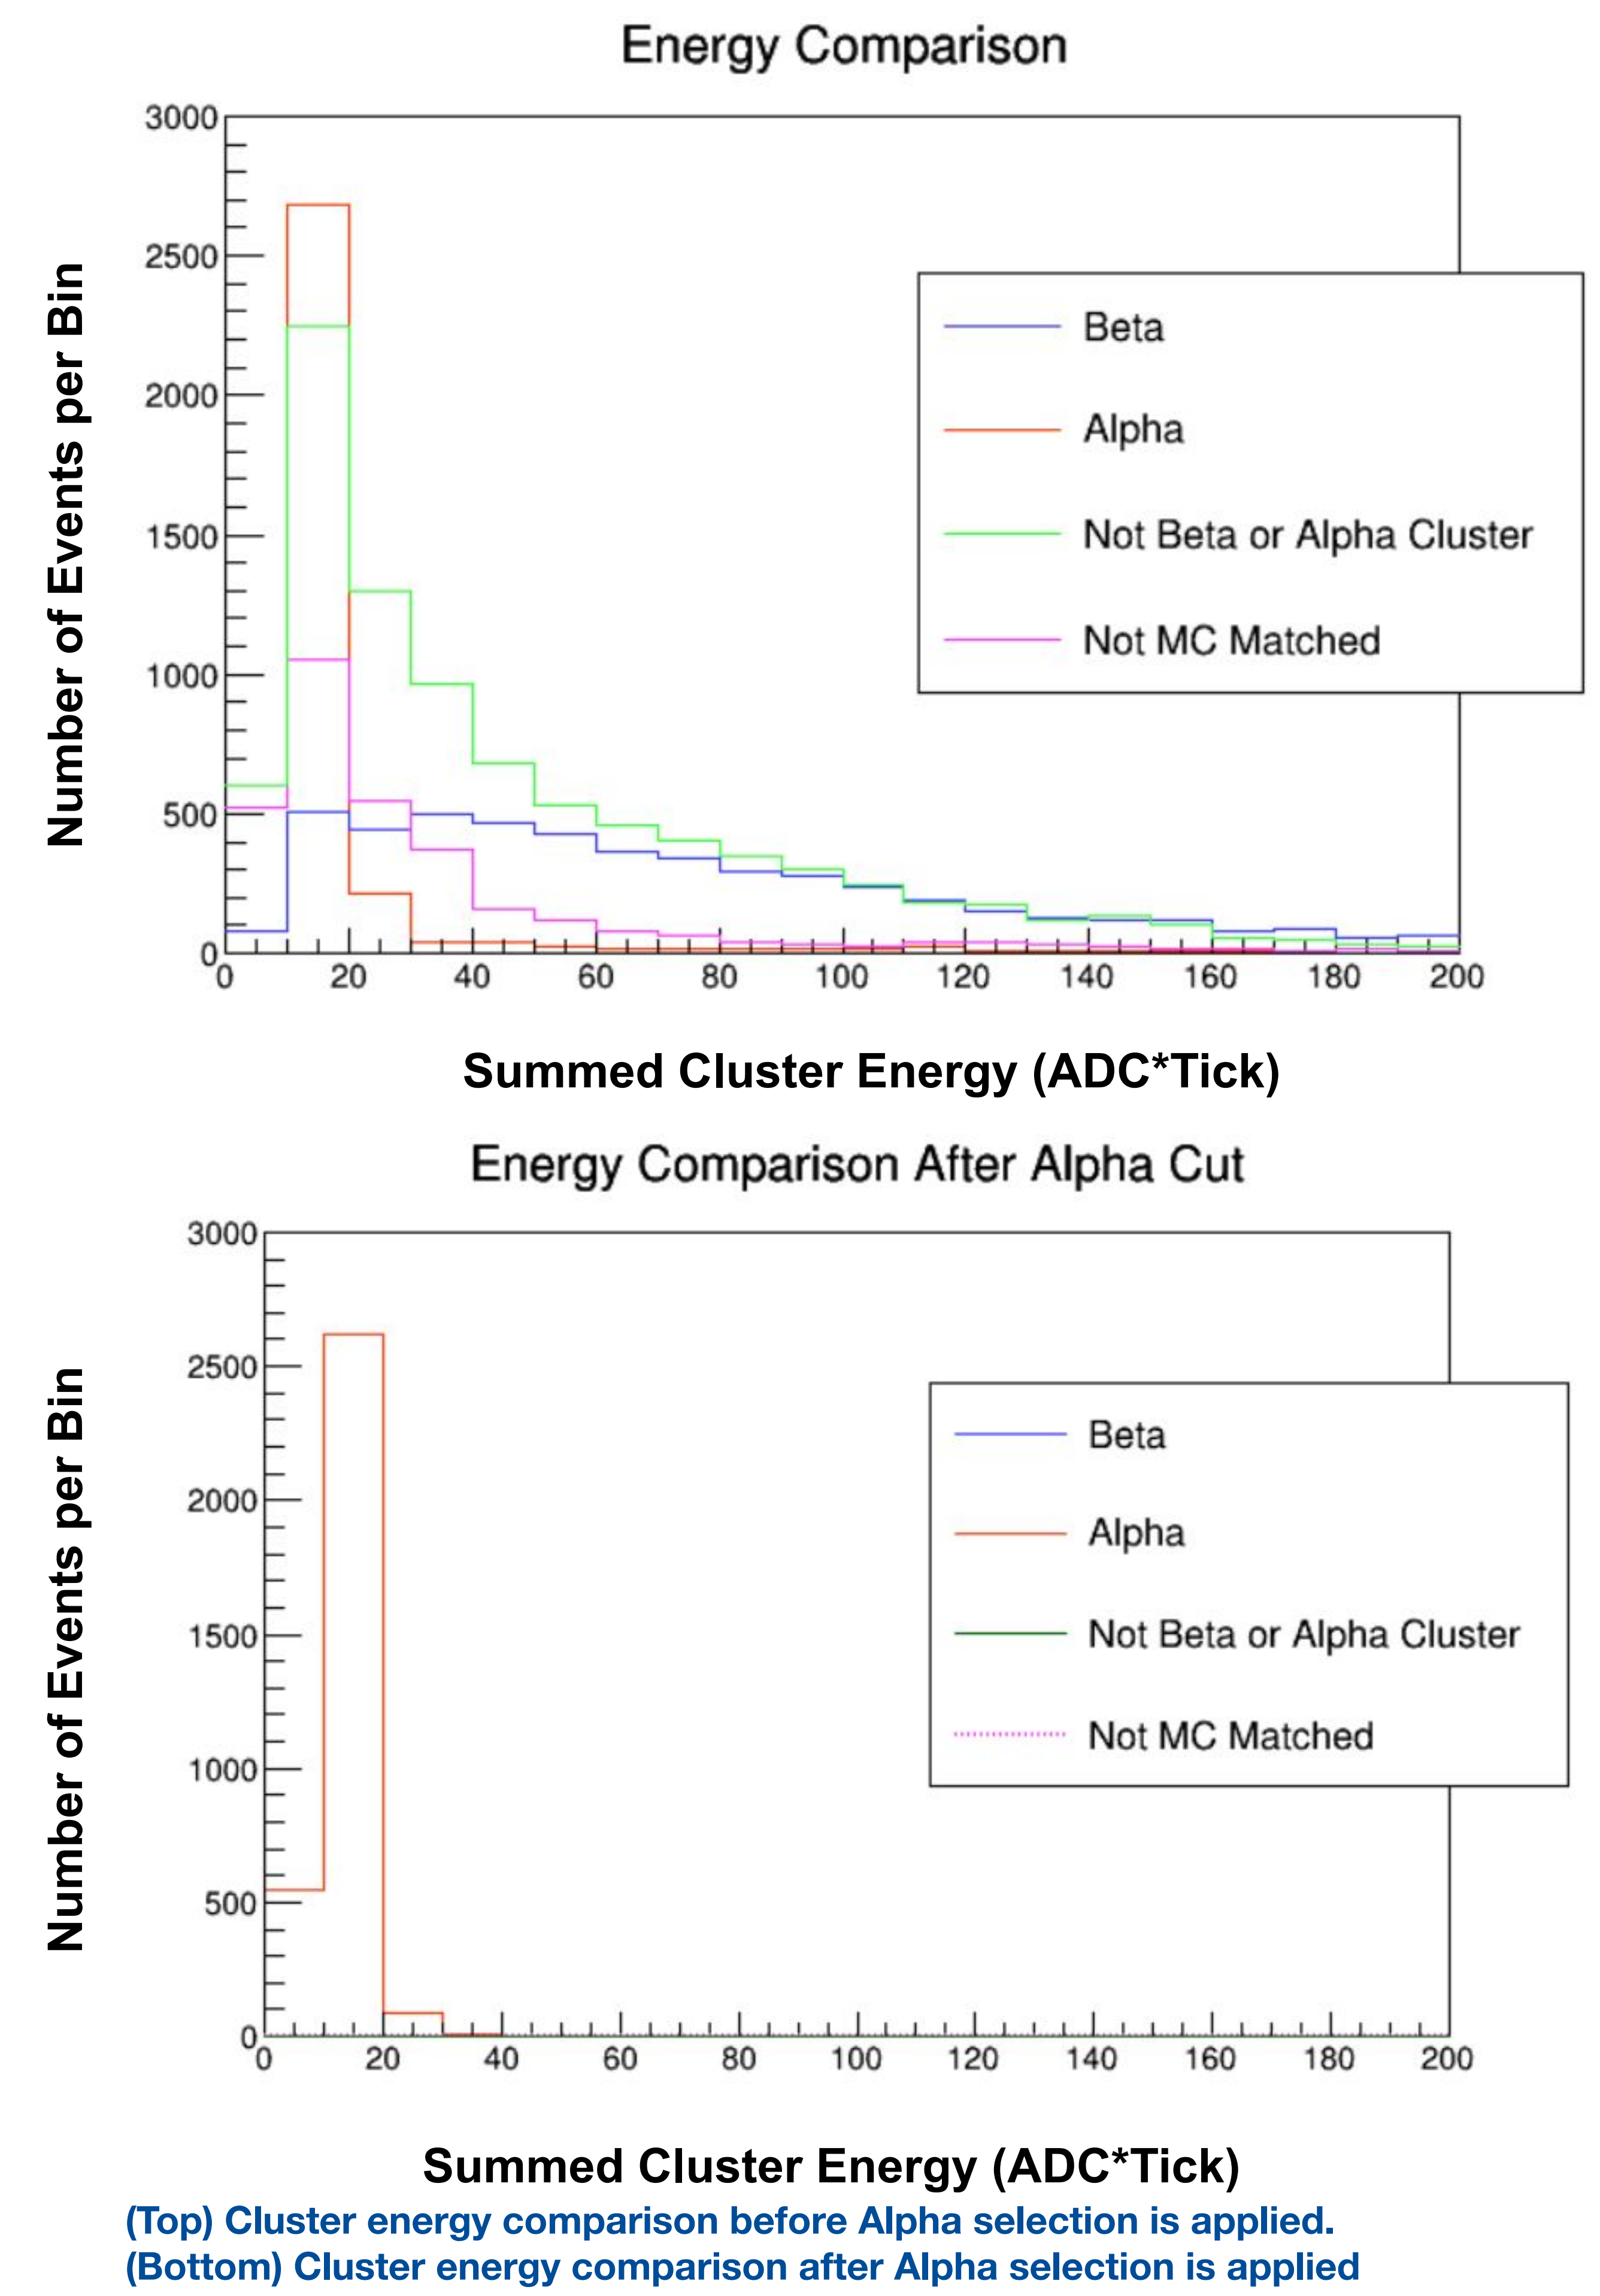 Energy Comparison
Number of Events per Bin
3000
2500
2000
1500
1000
500
0
Beta
Alpha
Not Beta or Alpha Cluster
Not MC Matched
0 20 40 60 80 100 120 140 160 180 200
Summed Cluster Energy (ADC*Tick)
Energy Comparison After Alpha Cut
Number of Events per Bin
3000
2500
2000
1500
1000
500
0
Beta
Alpha
Not Beta or Alpha Cluster
Not MC Matched
0 20 40 60 80 100 120 140 160 180 200
Summed Cluster Energy (ADC*Tick)
(Top) Cluster energy comparison before Alpha selection is applied.
(Bottom) Cluster energy comparison after Alpha selection is applied